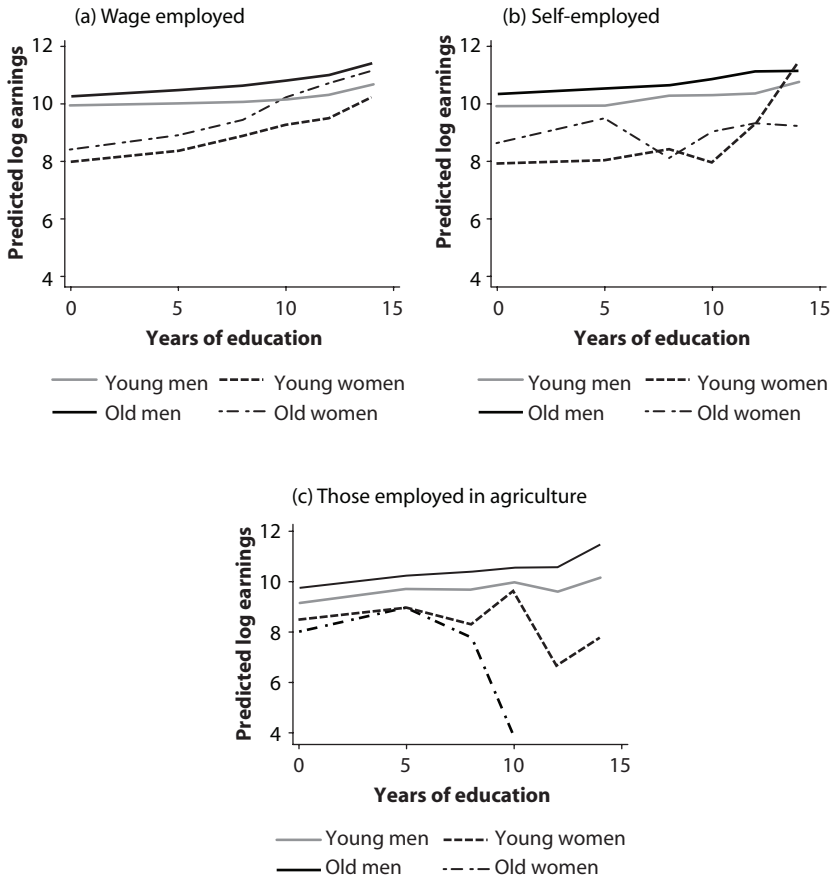 (a) Wage employed
12
10
8
6
4
Predicted log earnings
0 5 10 15
Years of education
Young men Young women
Old men Old women
(b) Self-employed
12
10
8
6
4
Predicted log earnings
0 5 10 15
Years of education
Young men Young women
Old men Old women
(c) Those employed in agriculture
12
10
8
6
4
Predicted log earnings
0 5 10 15
Years of education
Young men Young women
Old men Old women